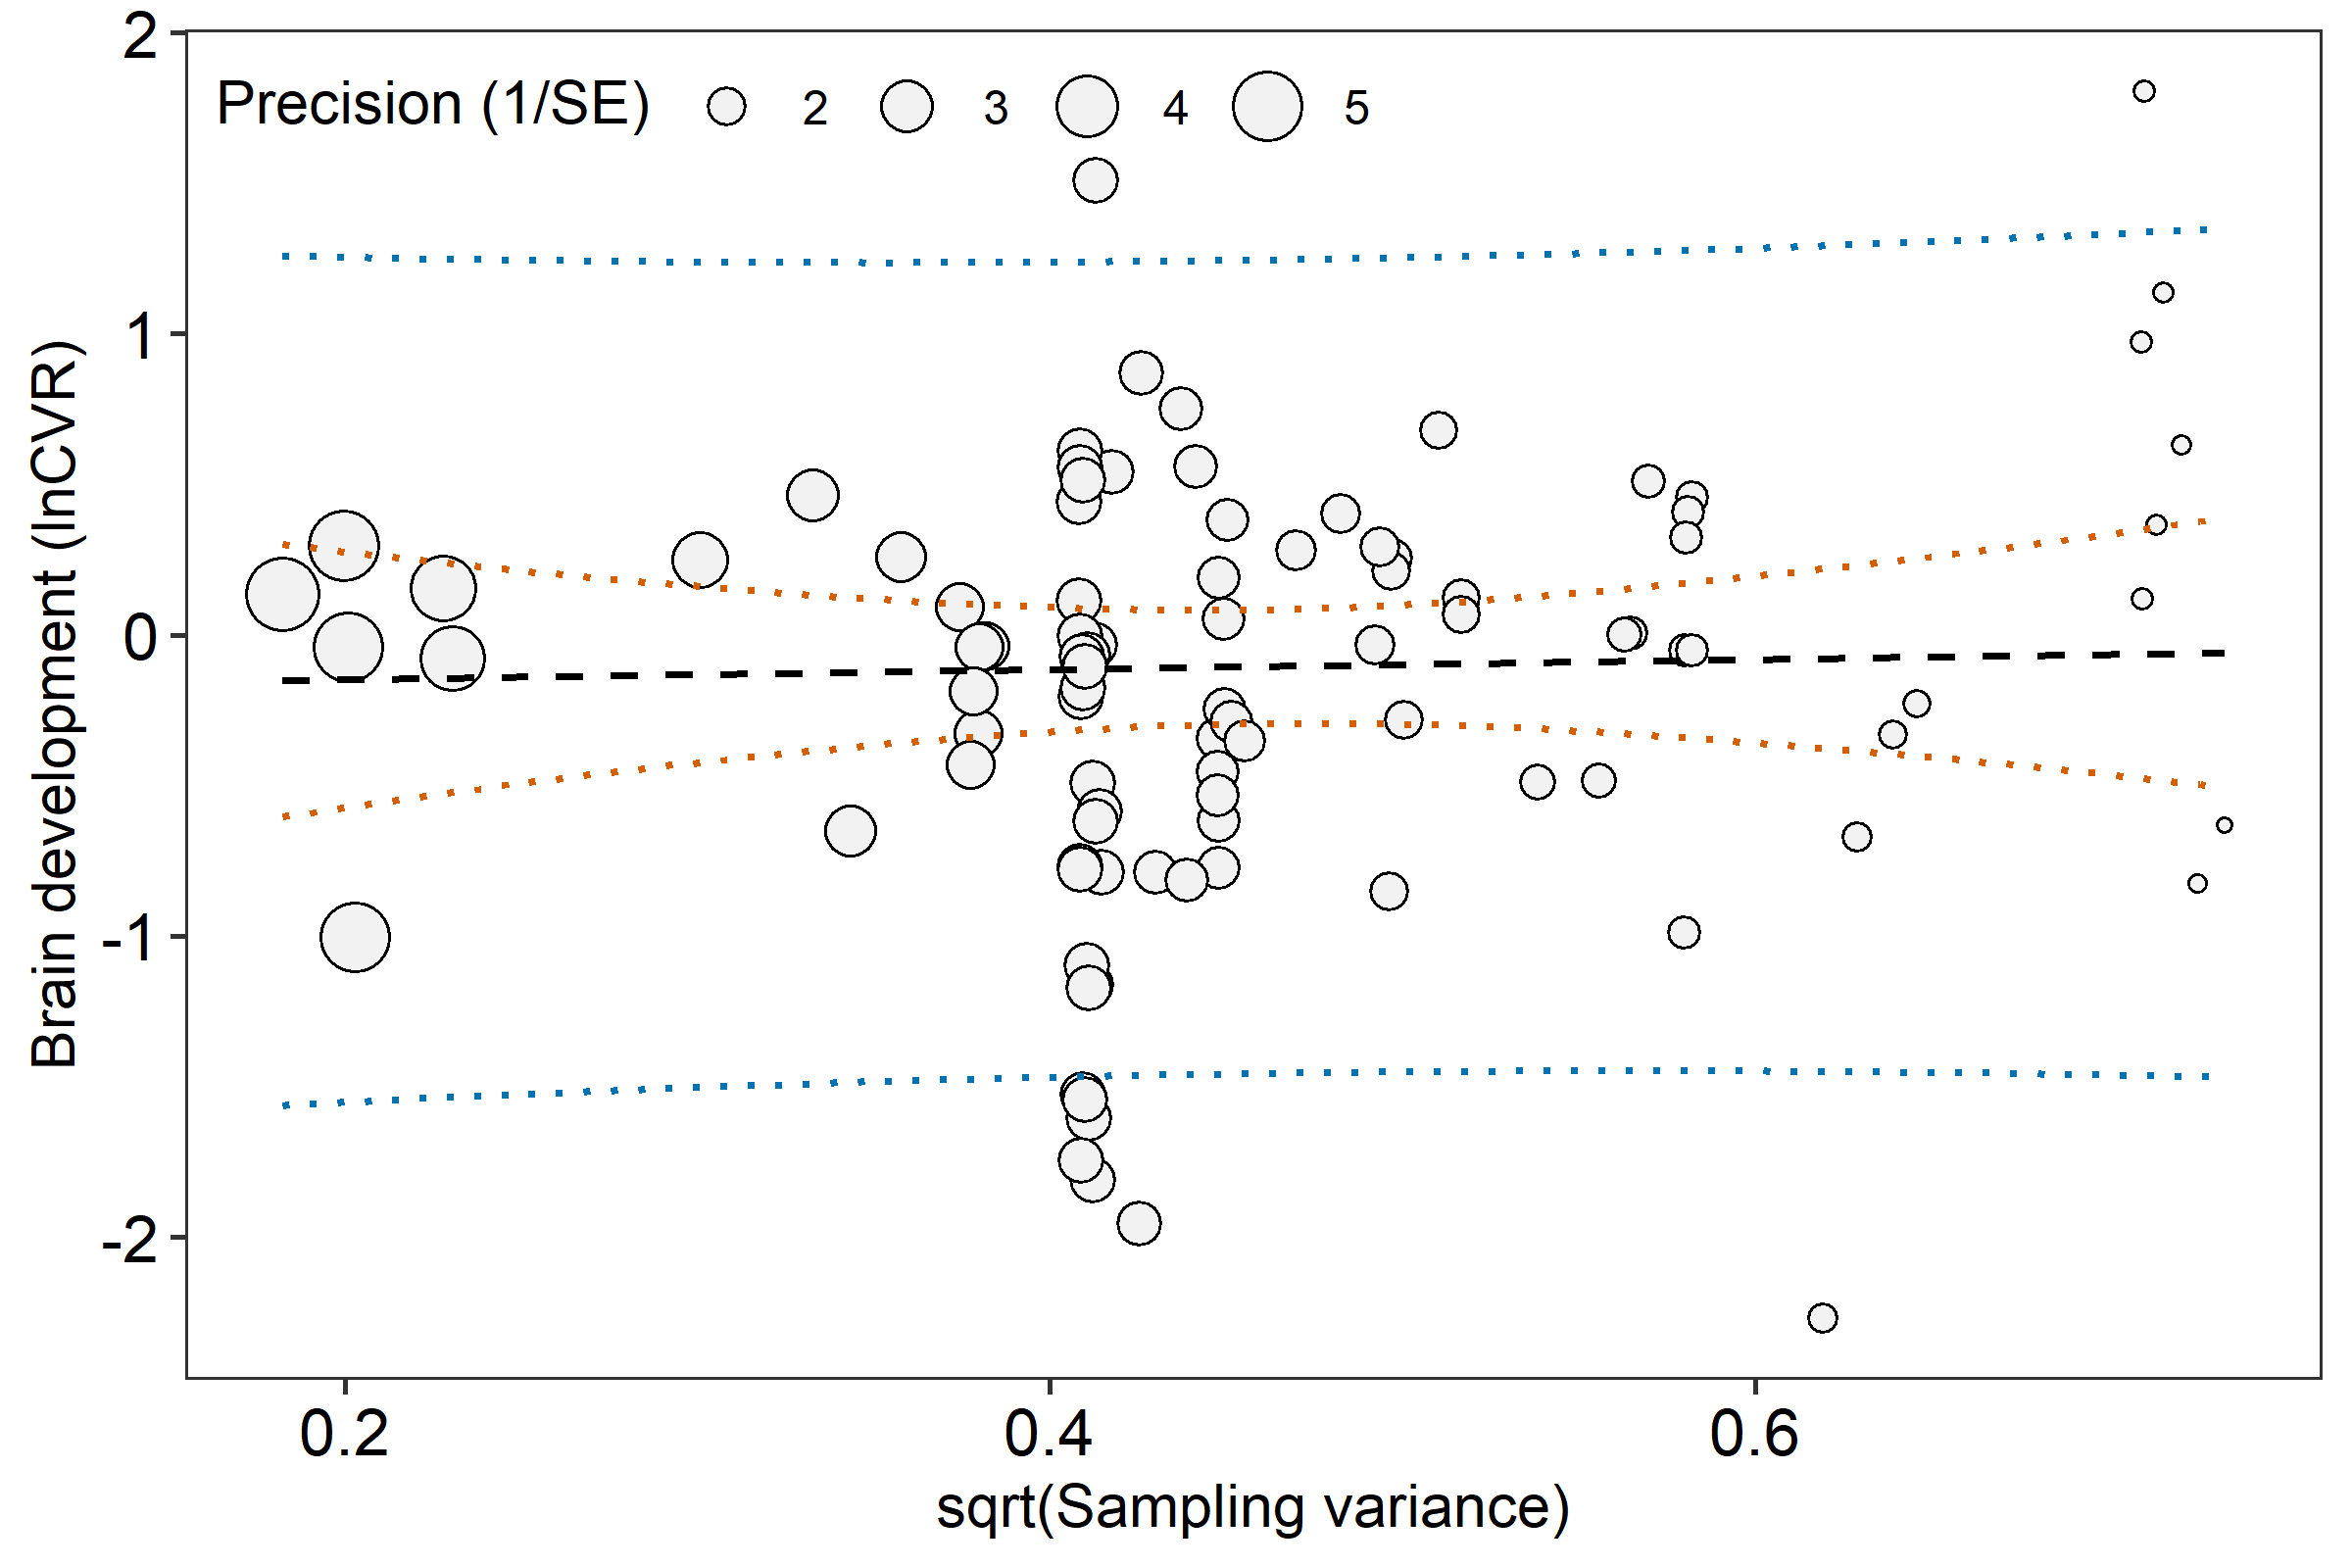 Precision (1/SE) 2 3 4 5
Brain development (lnCVR)
2
1
0
-1
-2
0.2 0.4 0.6
sqrt(Sampling variance)